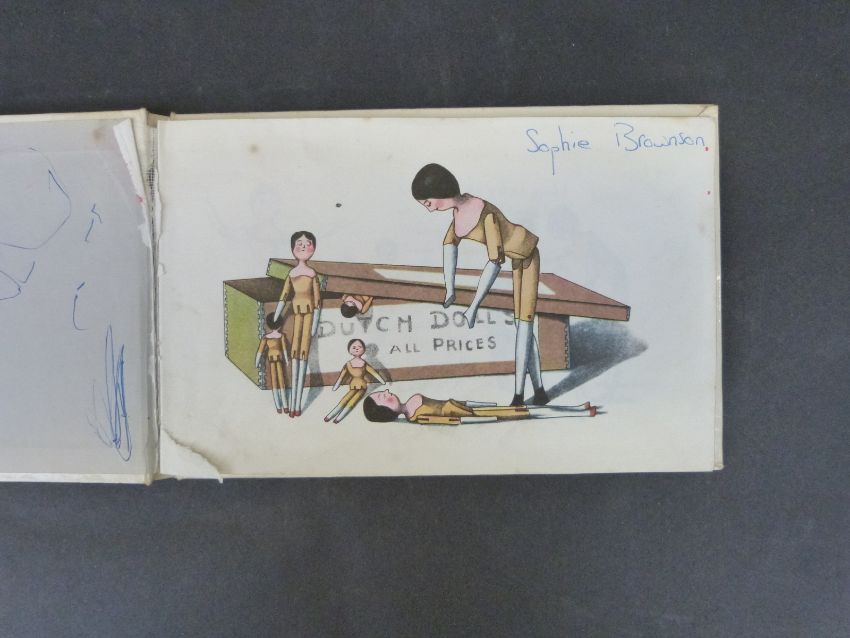 Sophie Brownson.
DUTCH DOLLS
ALL PRICES